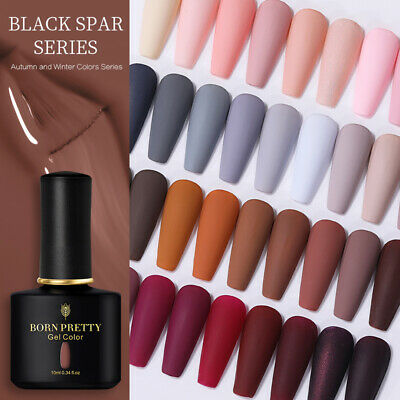 BLACK SPAR
SERIES
Autumn and Winter Colors Series
BORN PRETTY
Gel Color
10ml 0.34 fl oz